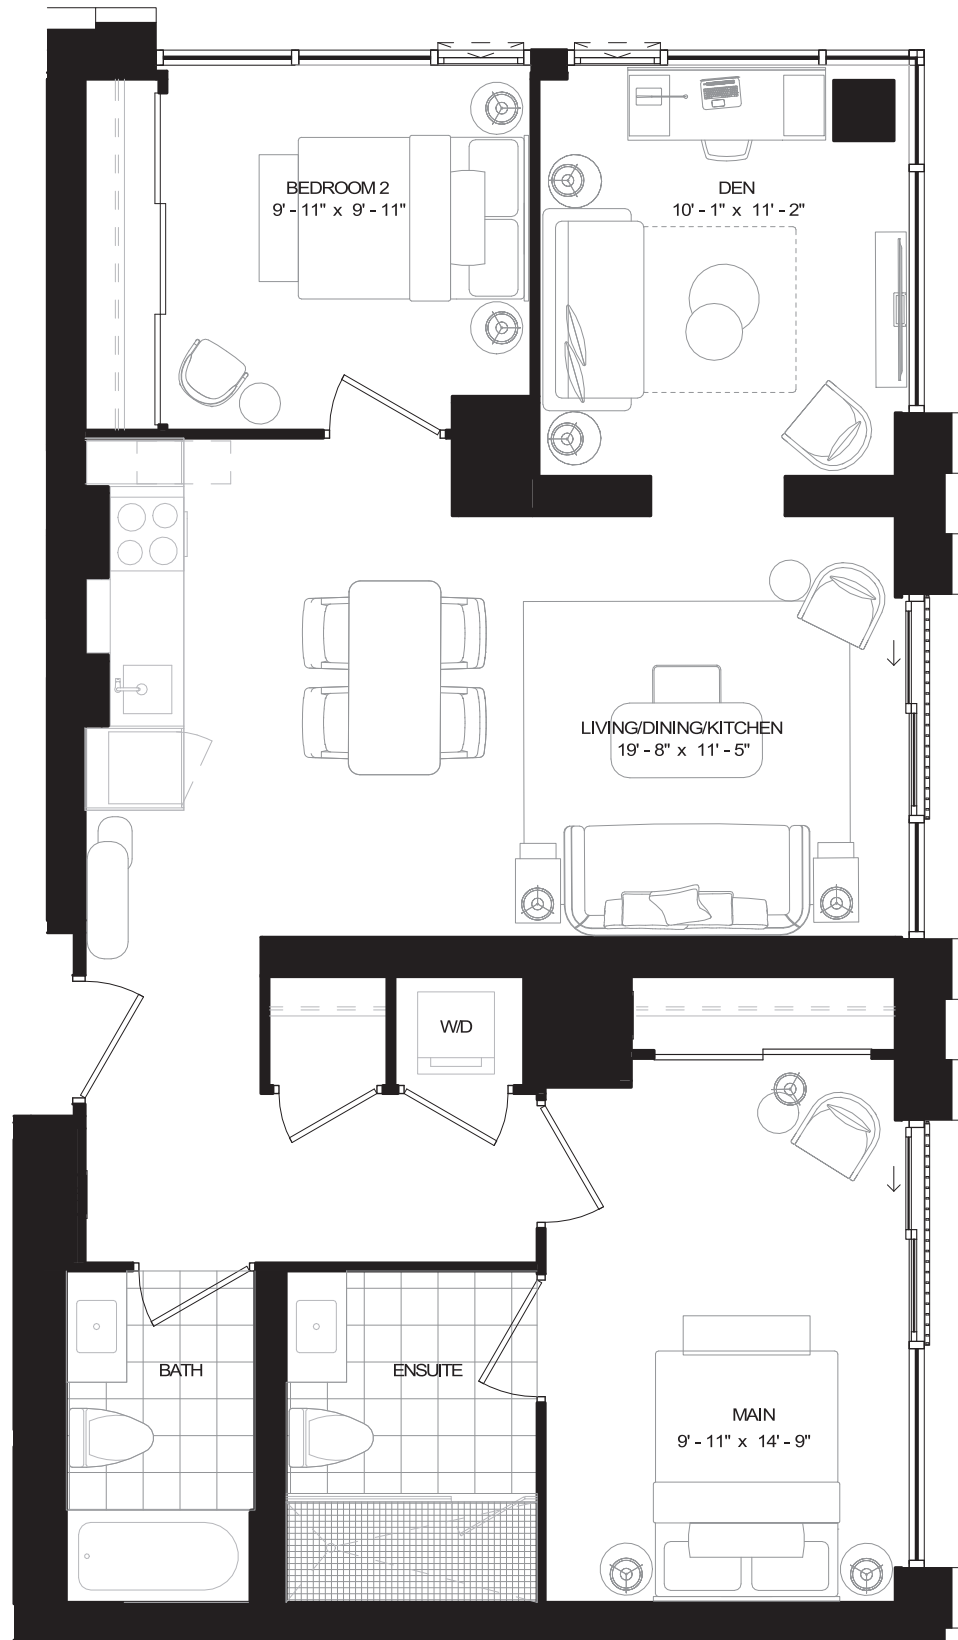 BEDROOM 2
9' - 11" x 9' - 11"
DEN
10' - 1" x 11' - 2"
LIVING/DINING/KITCHEN
19' - 8" x 11' - 5"
W/D
BATH
ENSUITE
MAIN
9' - 11" x 14' - 9"